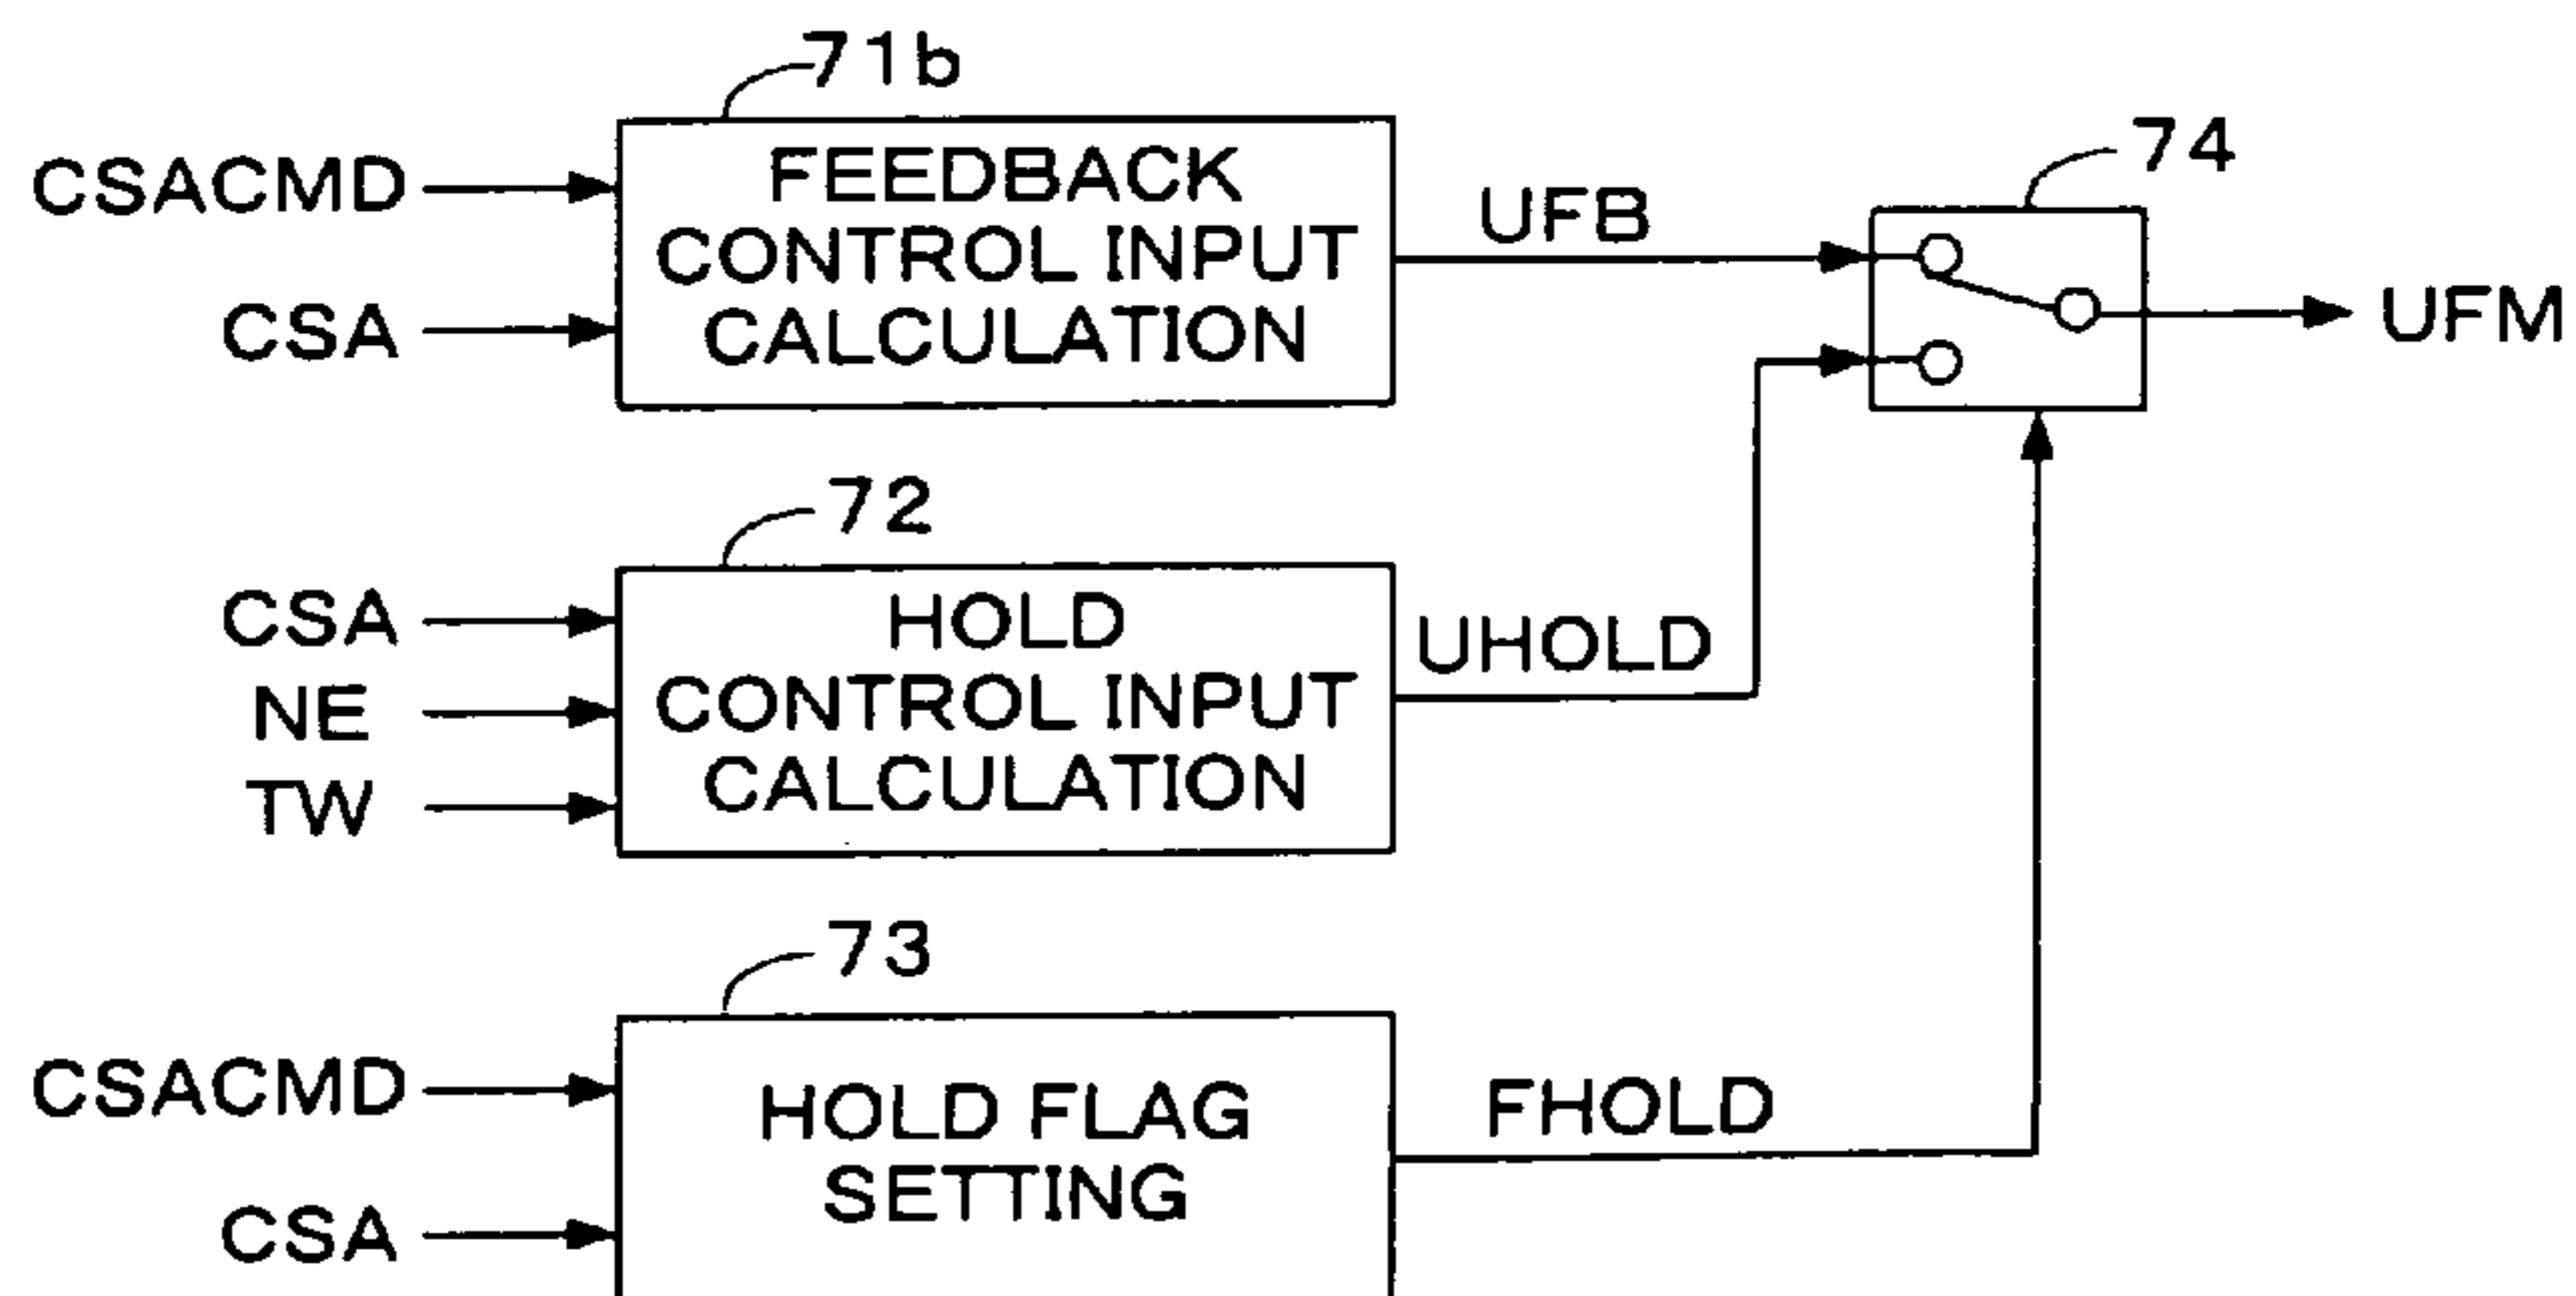 71b
CSACMD
CSA
FEEDBACK
CONTROL INPUT
CALCULATION
UFB
74
UFM
72
CSA
NE
TW
HOLD
CONTROL INPUT
CALCULATION
UHOLD
73
CSACMD
CSA
HOLD FLAG
SETTING
FHOLD